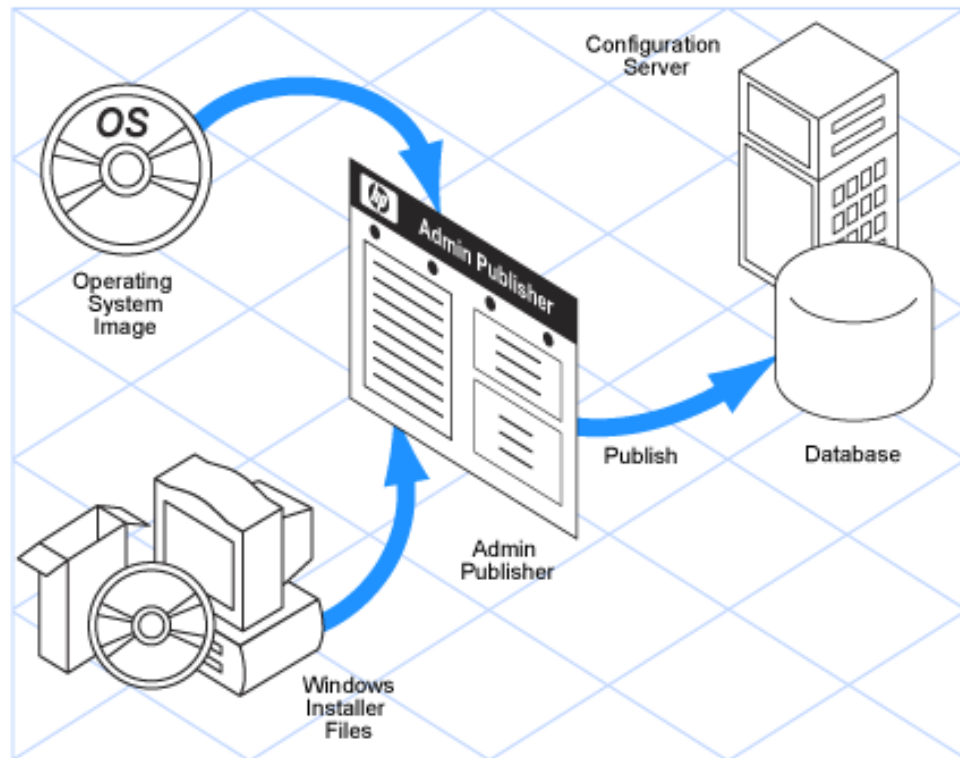 Configuration
Server
OS
hp
Admin Publisher
Operating
System
Image
Publish
Database
Admin
Publisher
Windows
Installer
Files